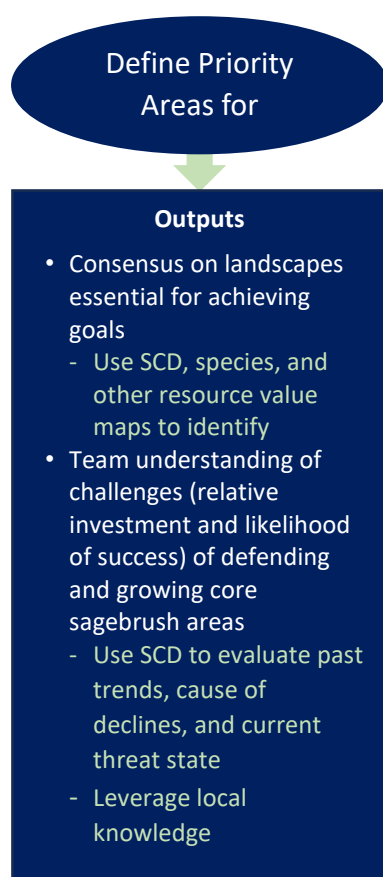 Define Priority
Areas for
Outputs
• Consensus on landscapes
essential for achieving
goals
- Use SCD, species, and
other resource value
maps to identify
• Team understanding of
challenges (relative
investment and likelihood
of success) of defending
and growing core
sagebrush areas
- Use SCD to evaluate past
trends, cause of
declines, and current
threat state
- Leverage local
knowledge